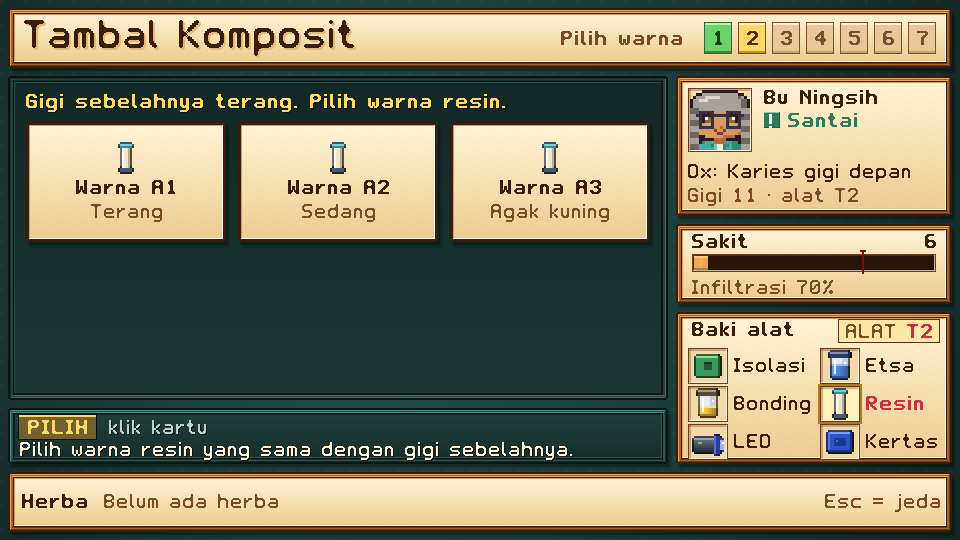 Tambal Komposit
Pilih warna 1 2 3 4 5 6 7
Gigi sebelahnya terang. Pilih warna resin.
Warna A1
Terang
Warna A2
Sedang
Warna A3
Agak kuning
PILIH klik kartu
Pilih warna resin yang sama dengan gigi sebelahnya.
Bu Ningsih
Santai
Dx: Karies gigi depan
Gigi 11 · alat T2
Sakit 6
Infiltrasi 70%
Baki alat ALAT T2
Isolasi Etsa
Bonding Resin
LED Kertas
Herba Belum ada herba
Esc = jeda